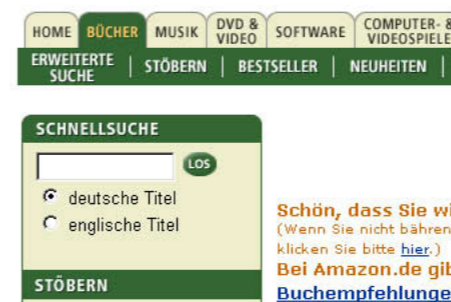 HOME BÜCHER MUSIK DVD & VIDEO SOFTWARE COMPUTER- & VIDEOSPIELE
ERWEITERTE SUCHE | STÖBERN | BESTSELLER | NEUHEITEN |
SCHNELLSUCHE
LOS
deutsche Titel
englische Titel
Schön, dass Sie wi
(Wenn Sie nicht bähren
klicken Sie bitte hier.)
Bei Amazon.de gib
Buchempfehlunge
STÖBERN